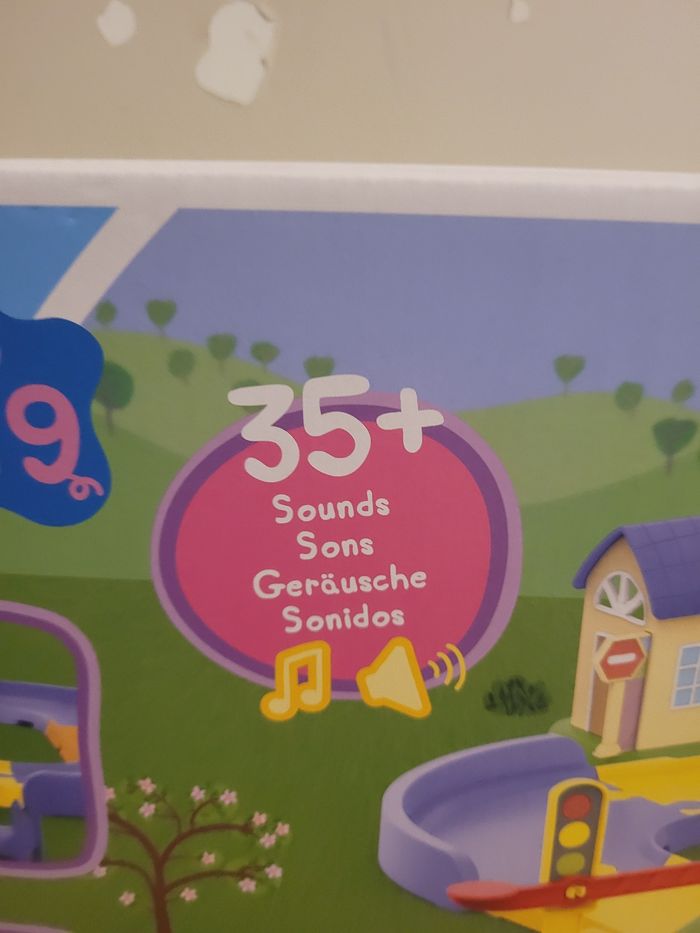 g
35+
Sounds
Sons
Geräusche
Sonidos